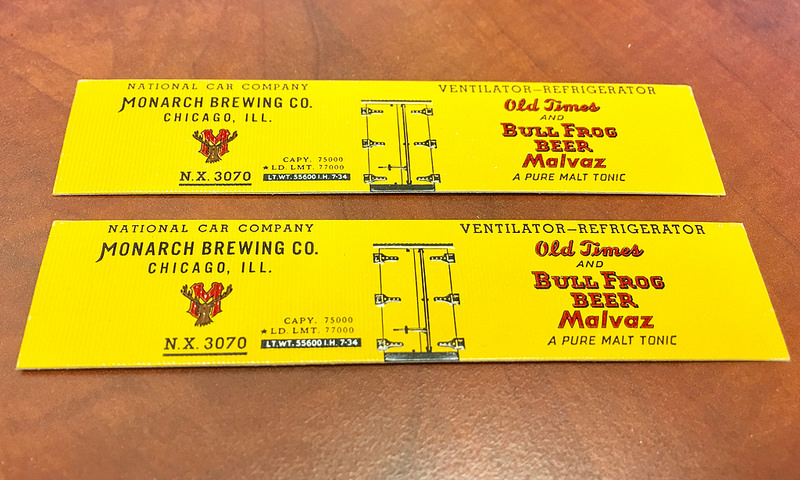 NATIONAL CAR COMPANY
MONARCH BREWING CO.
CHICAGO, ILL.
M
N.X. 3070
CAPY. 75000
★LD. LMT. 77000
LT.WT. 55600 I.H. 7-34
VENTILATOR—REFRIGERATOR
Old Times
AND
BULL FROG
BEER
Malvaz
A PURE MALT TONIC
NATIONAL CAR COMPANY
MONARCH BREWING CO.
CHICAGO, ILL.
M
N.X. 3070
CAPY. 75000
★LD. LMT. 77000
LT.WT. 55600 I.H. 7-34
VENTILATOR—REFRIGERATOR
Old Times
AND
BULL FROG
BEER
Malvaz
A PURE MALT TONIC